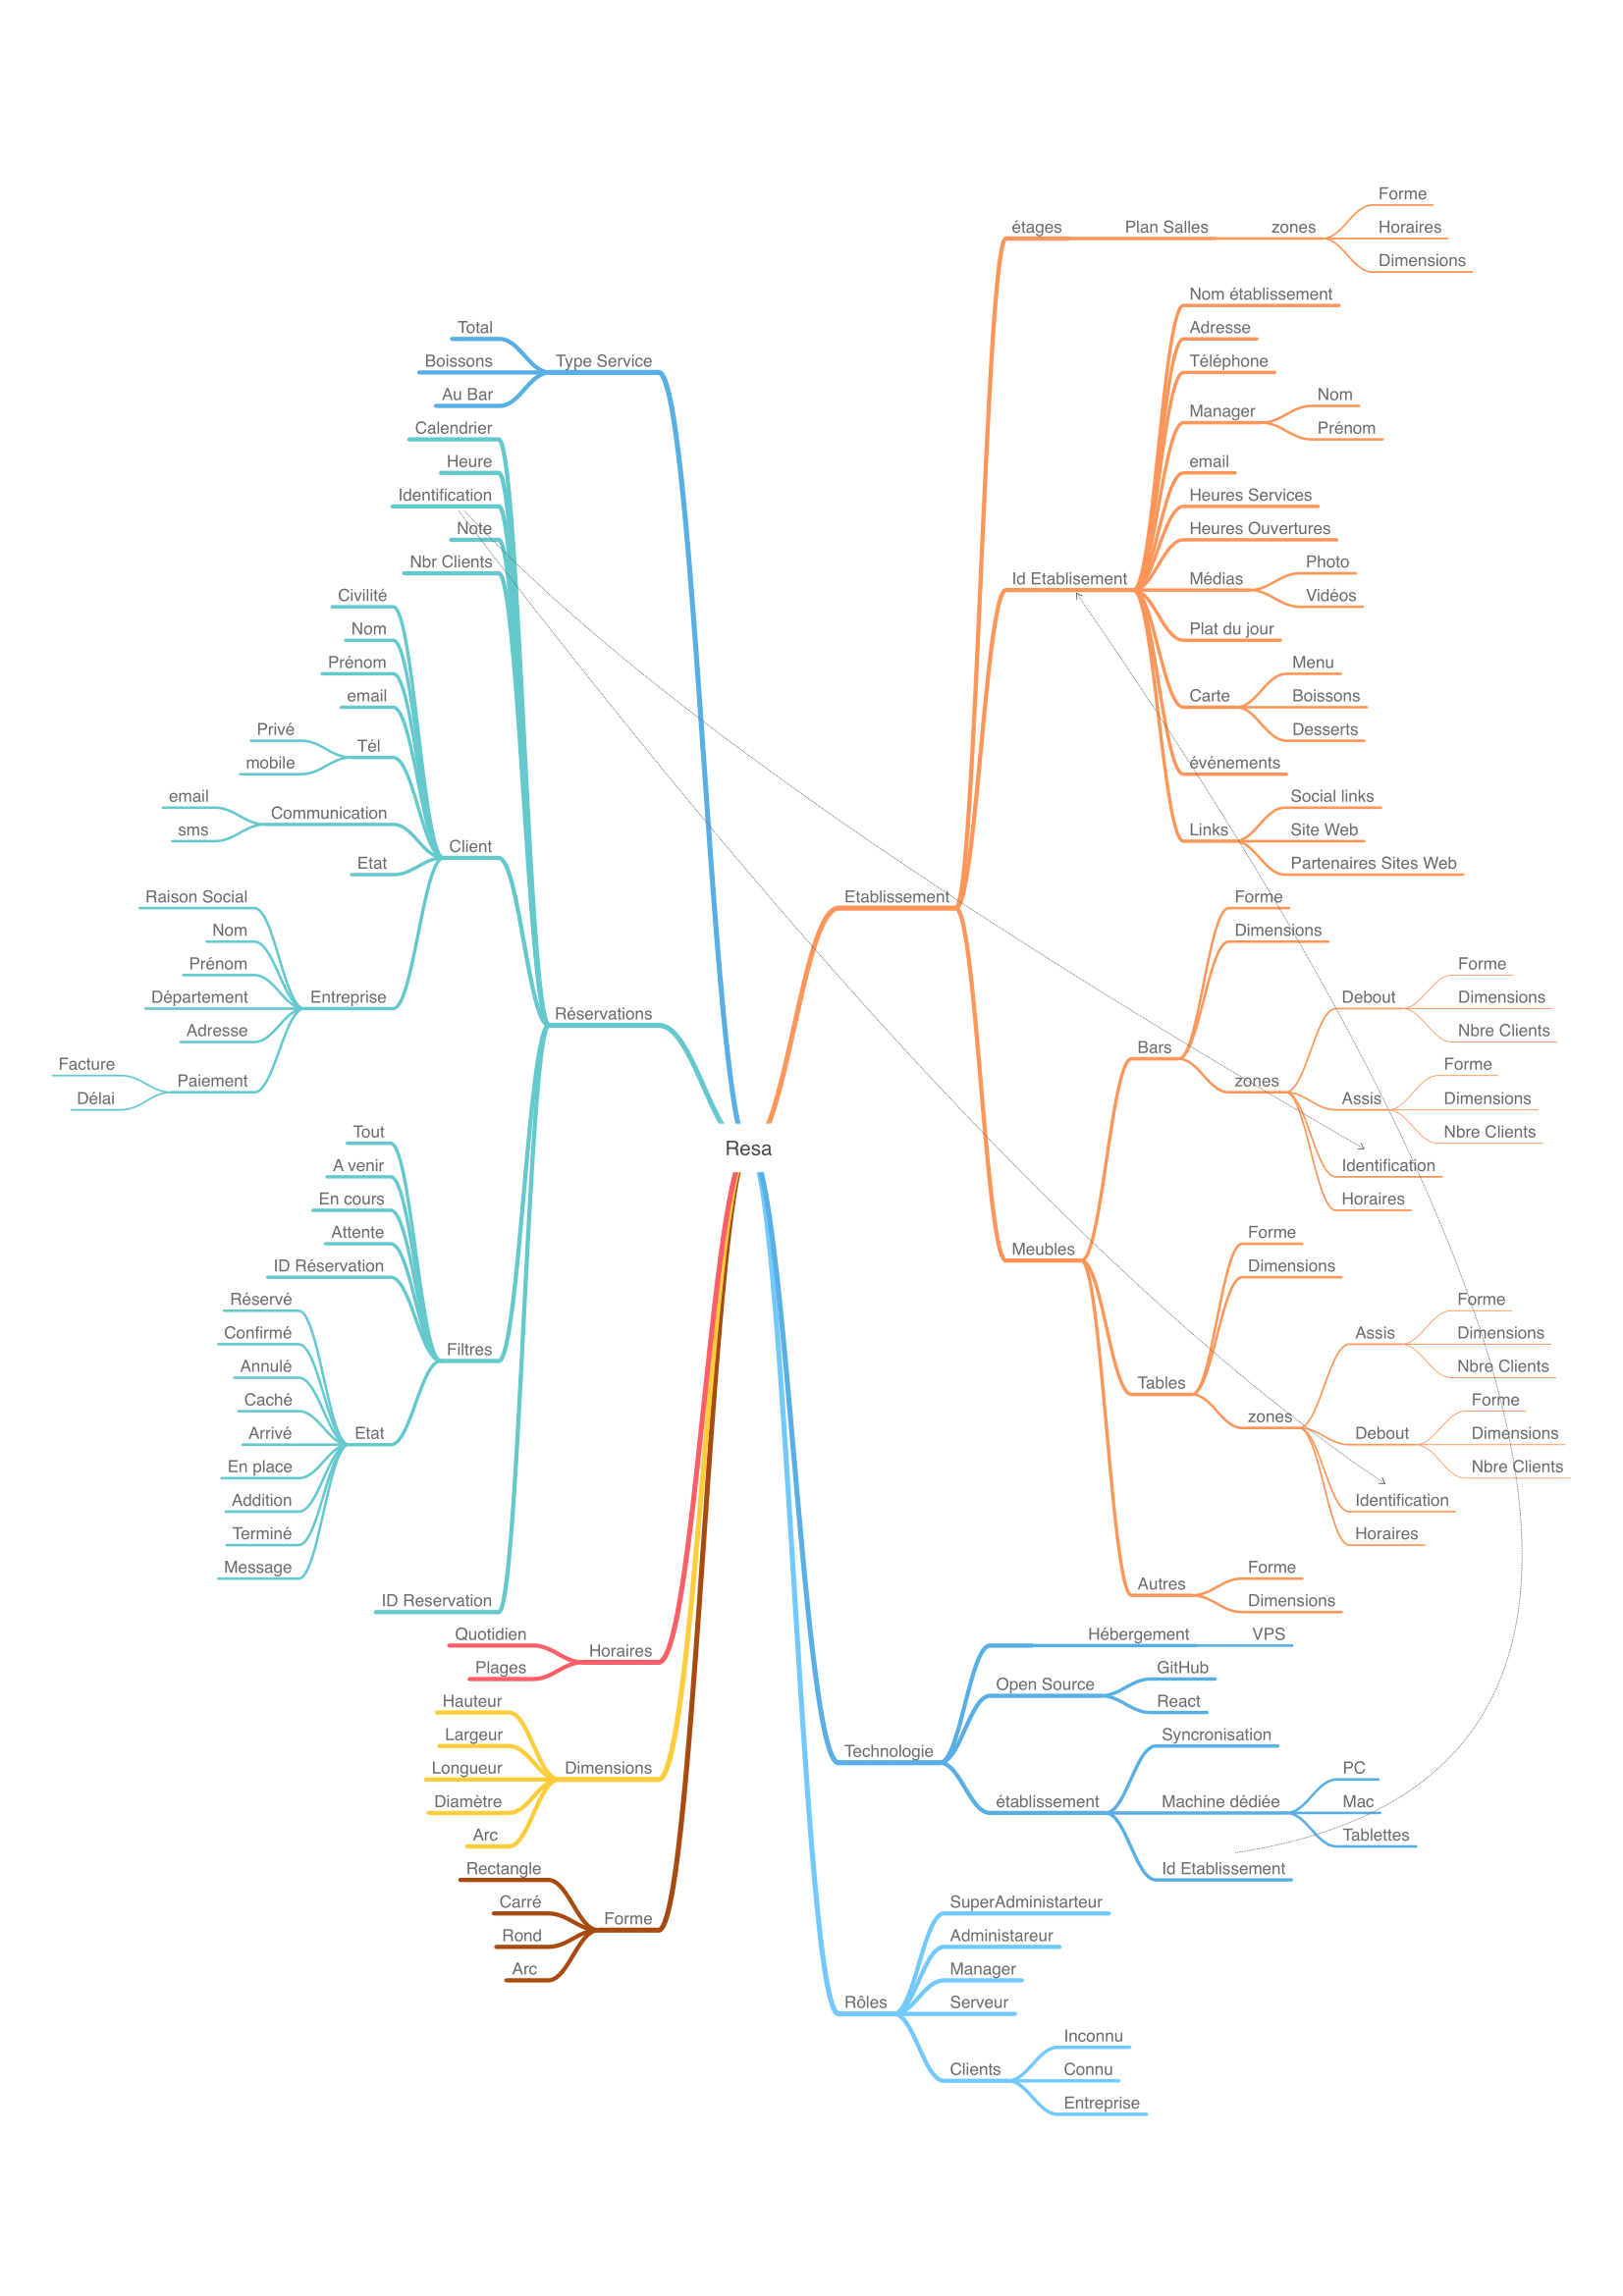 Resa
Type Service
Total
Boissons
Au Bar
Réservations
Calendrier
Heure
Identification
Note
Nbr Clients
Client
Civilité
Nom
Prénom
email
Tél
Privé
mobile
Communication
email
sms
Etat
Entreprise
Raison Social
Nom
Prénom
Département
Adresse
Paiement
Facture
Délai
Filtres
Tout
A venir
En cours
Attente
ID Réservation
Etat
Réservé
Confirmé
Annulé
Caché
Arrivé
En place
Addition
Terminé
Message
ID Reservation
Horaires
Quotidien
Plages
Dimensions
Hauteur
Largeur
Longueur
Diamètre
Arc
Forme
Rectangle
Carré
Rond
Arc
Etablissement
étages
Plan Salles
zones
Forme
Horaires
Dimensions
Id Etablisement
Nom établissement
Adresse
Téléphone
Manager
Nom
Prénom
email
Heures Services
Heures Ouvertures
Médias
Photo
Vidéos
Plat du jour
Carte
Menu
Boissons
Desserts
événements
Links
Social links
Site Web
Partenaires Sites Web
Meubles
Bars
Forme
Dimensions
zones
Debout
Forme
Dimensions
Nbre Clients
Assis
Forme
Dimensions
Nbre Clients
Identification
Horaires
Tables
Forme
Dimensions
zones
Assis
Forme
Dimensions
Nbre Clients
Debout
Forme
Dimensions
Nbre Clients
Identification
Horaires
Autres
Forme
Dimensions
Technologie
Hébergement
VPS
Open Source
GitHub
React
établissement
Syncronisation
Machine dédiée
PC
Mac
Tablettes
Id Etablissement
Rôles
SuperAdministarteur
Administareur
Manager
Serveur
Clients
Inconnu
Connu
Entreprise